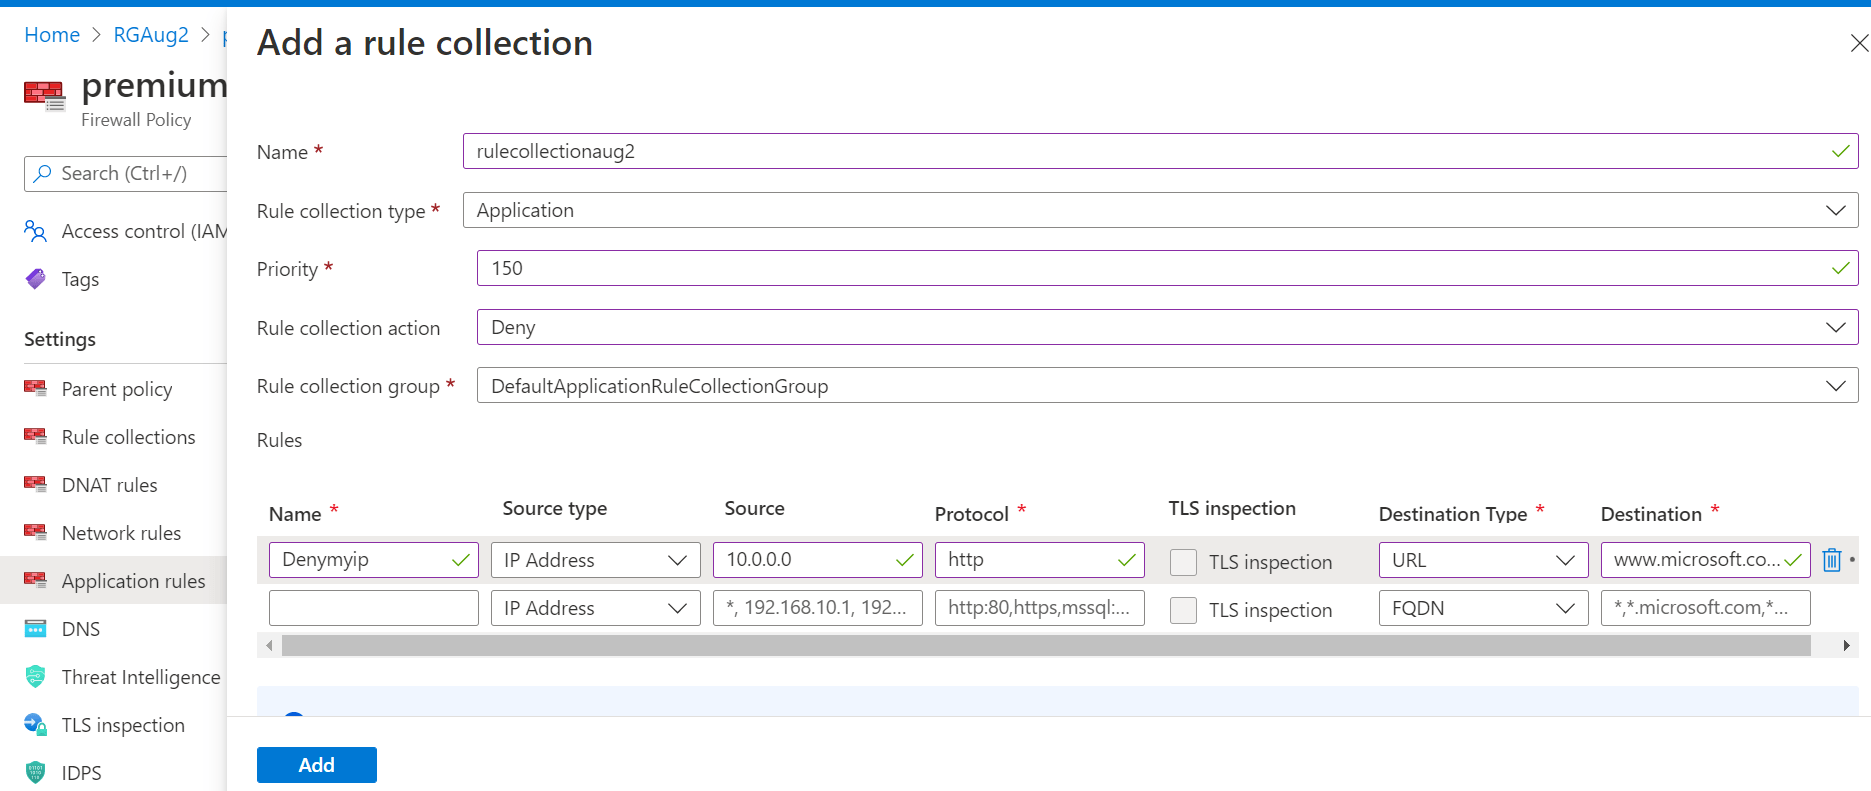 Home > RGAug2 >
premium
Firewall Policy
Search (Ctrl+/)
Access control (IAM
Tags
Settings
Parent policy
Rule collections
DNAT rules
Network rules
Application rules
DNS
Threat Intelligence
TLS inspection
IDPS
Add a rule collection
Name * rulecollectionaug2
Rule collection type * Application
Priority * 150
Rule collection action Deny
Rule collection group * DefaultApplicationRuleCollectionGroup
Rules
Name * Source type Source Protocol * TLS inspection Destination Type * Destination *
Denymyip IP Address 10.0.0.0 http TLS inspection URL www.microsoft.co...
IP Address *, 192.168.10.1, 192... http:80,https,mssql:... TLS inspection FQDN *,*.microsoft.com,*...
Add